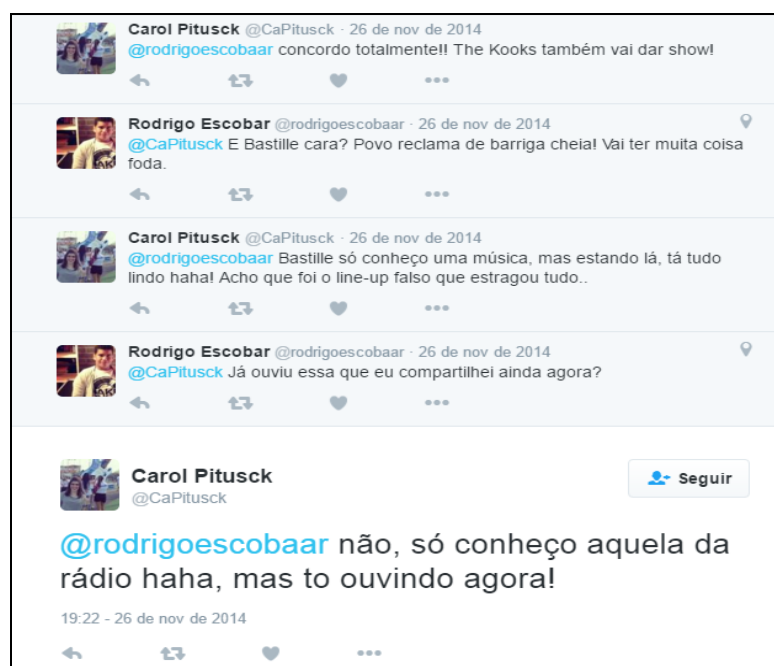 Carol Pitusck @CaPitusck · 26 de nov de 2014
@rodrigoescobaar concordo totalmente!! The Kooks também vai dar show!
Rodrigo Escobar @rodrigoescobaar · 26 de nov de 2014
@CaPitusck E Bastille cara? Povo reclama de barriga cheia! Vai ter muita coisa
foda.
Carol Pitusck @CaPitusck · 26 de nov de 2014
@rodrigoescobaar Bastille só conheço uma música, mas estando lá, tá tudo
lindo haha! Acho que foi o line-up falso que estragou tudo..
Rodrigo Escobar @rodrigoescobaar · 26 de nov de 2014
@CaPitusck Já ouviu essa que eu compartilhei ainda agora?
Carol Pitusck
@CaPitusck
Seguir
@rodrigoescobaar não, só conheço aquela da
rádio haha, mas to ouvindo agora!
19:22 - 26 de nov de 2014